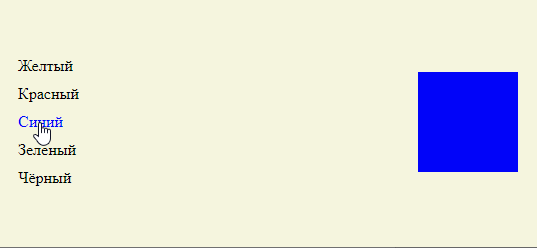 Желтый
Красный
Синий
Зеленый
Чёрный